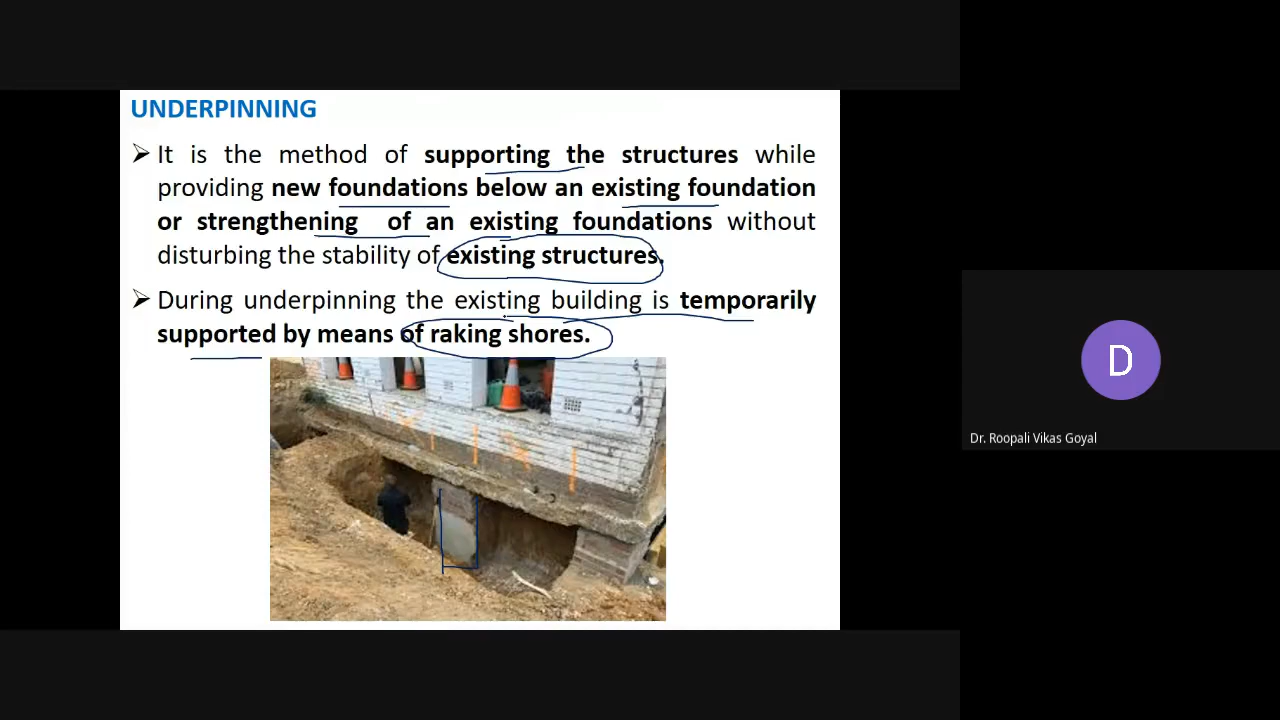 UNDERPINNING
➢ It is the method of supporting the structures while
providing new foundations below an existing foundation
or strengthening of an existing foundations without
disturbing the stability of existing structures.
➢ During underpinning the existing building is temporarily
supported by means of raking shores.
D
Dr. Roopali Vikas Goyal